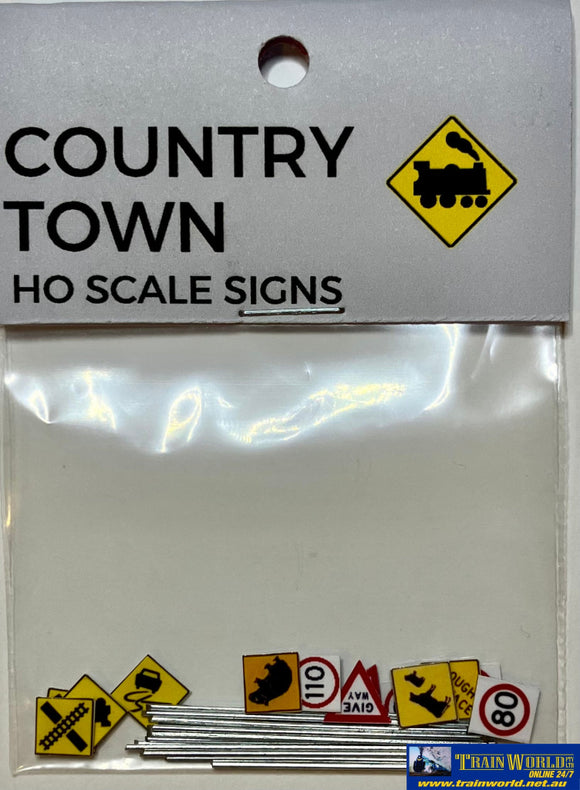 COUNTRY
TOWN
HO SCALE SIGNS
110
GIVE
WAY
80
TRAINWORLD
ONLINE 24/7
www.trainworld.net.au